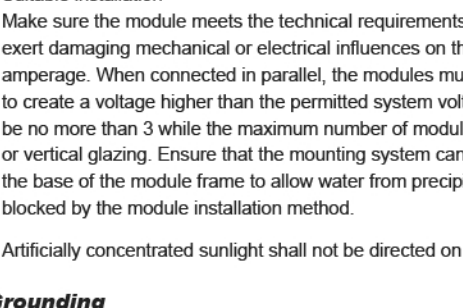 Make sure the module meets the technical requirements
exert damaging mechanical or electrical influences on th
amperage. When connected in parallel, the modules mu
to create a voltage higher than the permitted system vol
be no more than 3 while the maximum number of modul
or vertical glazing. Ensure that the mounting system can
the base of the module frame to allow water from precip
blocked by the module installation method.
Artificially concentrated sunlight shall not be directed on
Grounding